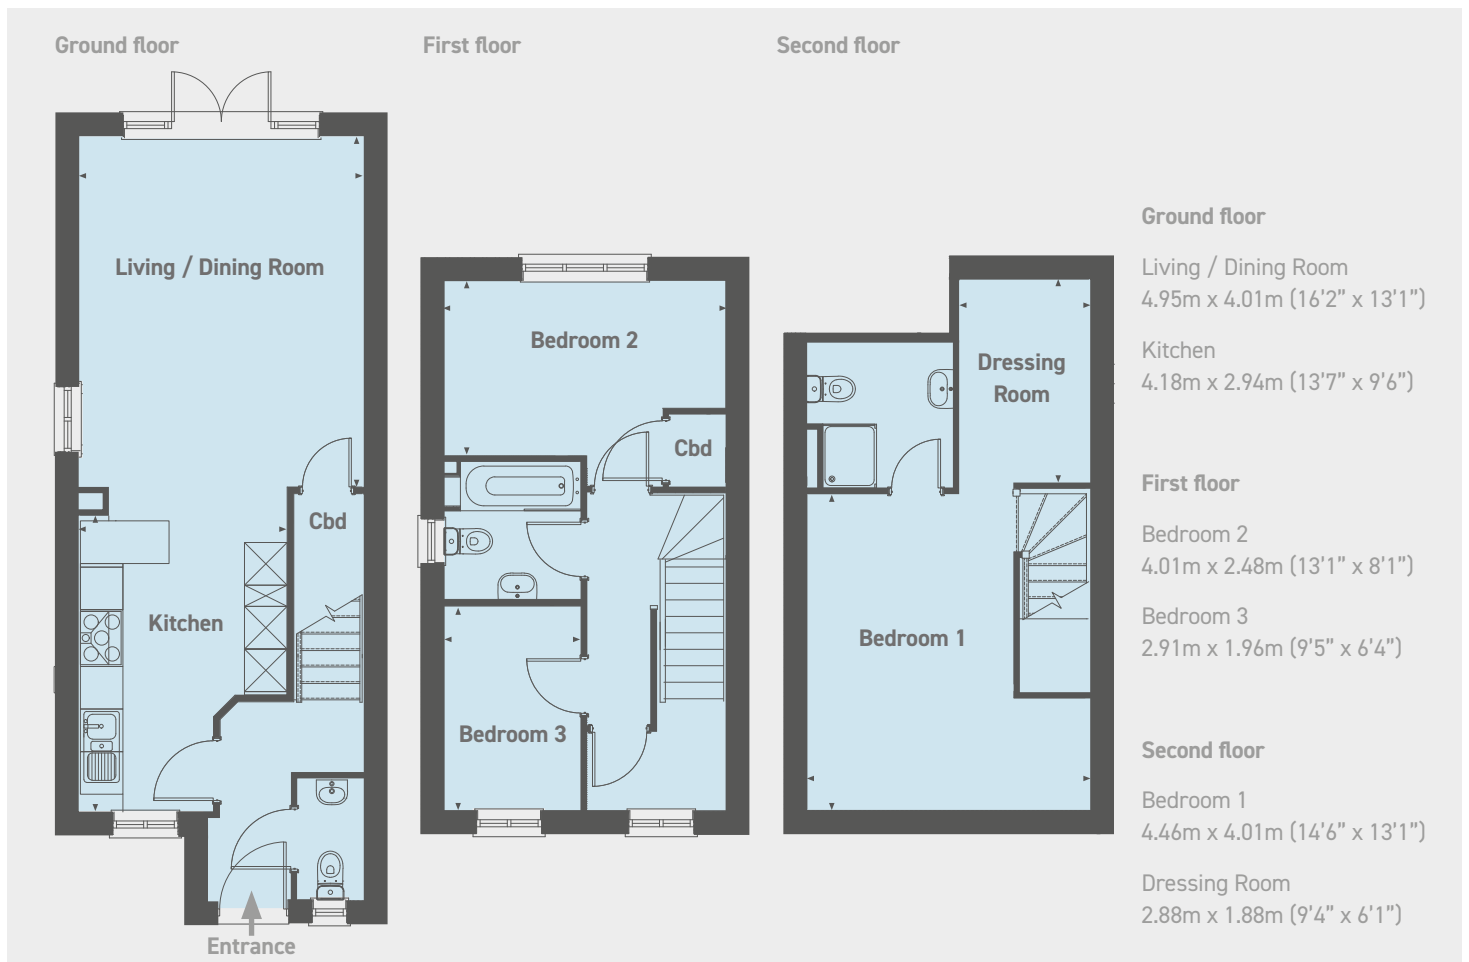 Ground floor
First floor
Second floor
Living / Dining Room
Cbd
Kitchen
Entrance
Bedroom 2
Cbd
Bedroom 3
Dressing
Room
Bedroom 1
Ground floor
Living / Dining Room
4.95m x 4.01m (16'2” x 13'1”)
Kitchen
4.18m x 2.94m (13'7” x 9'6”)
First floor
Bedroom 2
4.01m x 2.48m (13'1” x 8'1”)
Bedroom 3
2.91m x 1.96m (9'5” x 6'4”)
Second floor
Bedroom 1
4.46m x 4.01m (14'6” x 13'1”)
Dressing Room
2.88m x 1.88m (9'4” x 6'1”)